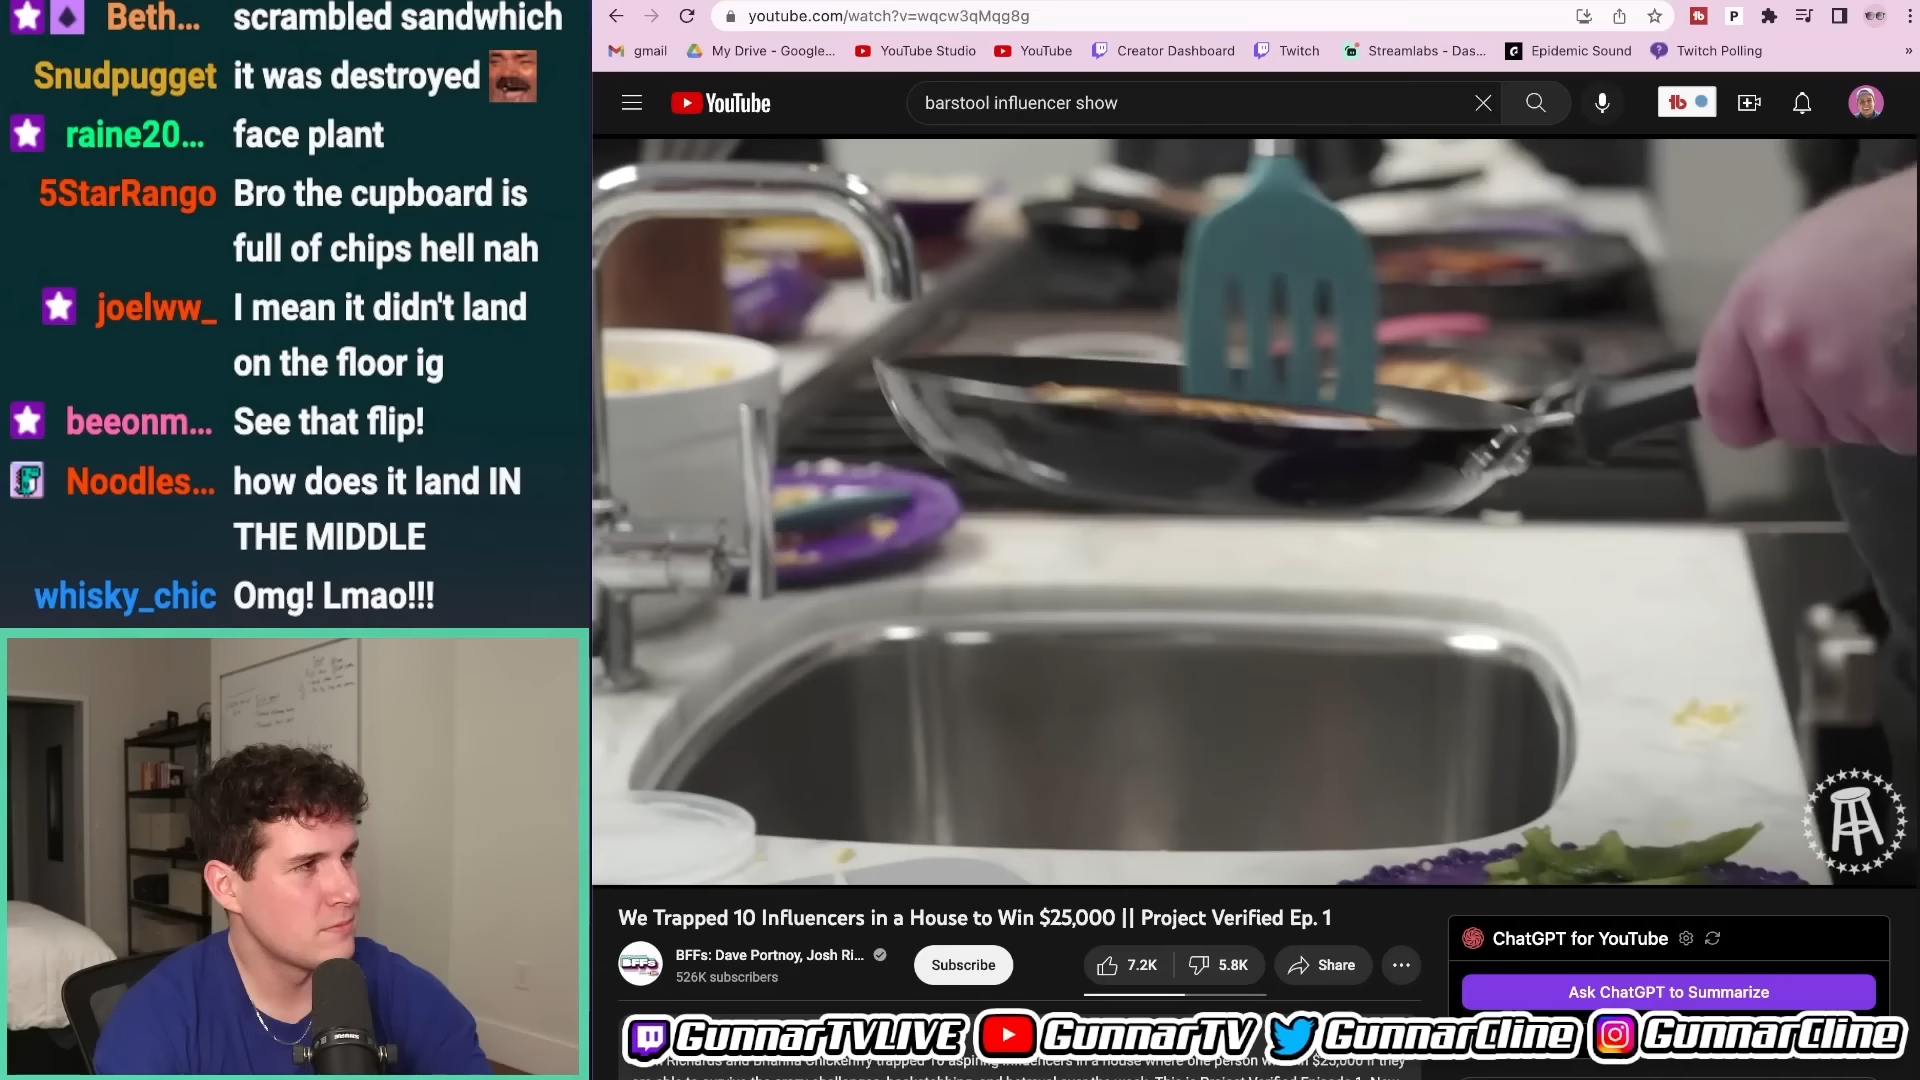 Beth... scrambled sandwhich
Snudpugget it was destroyed
raine20... face plant
5StarRango Bro the cupboard is
full of chips hell nah
joelww_ I mean it didn't land
on the floor ig
beeonm... See that flip!
Noodles... how does it land IN
THE MIDDLE
whisky_chic Omg! Lmao!!!
youtube.com/watch?v=wqcw3qMqg8g
gmail
My Drive - Google...
YouTube Studio
YouTube
Creator Dashboard
Twitch
Streamlabs - Das...
Epidemic Sound
Twitch Polling
»
YouTube
barstool influencer show
We Trapped 10 Influencers in a House to Win $25,000 || Project Verified Ep. 1
BFFs: Dave Portnoy, Josh Ri...
526K subscribers
Subscribe
7.2K
5.8K
Share
ChatGPT for YouTube
Ask ChatGPT to Summarize
GunnarTVLIVE GunnarTV GunnarCline GunnarCline